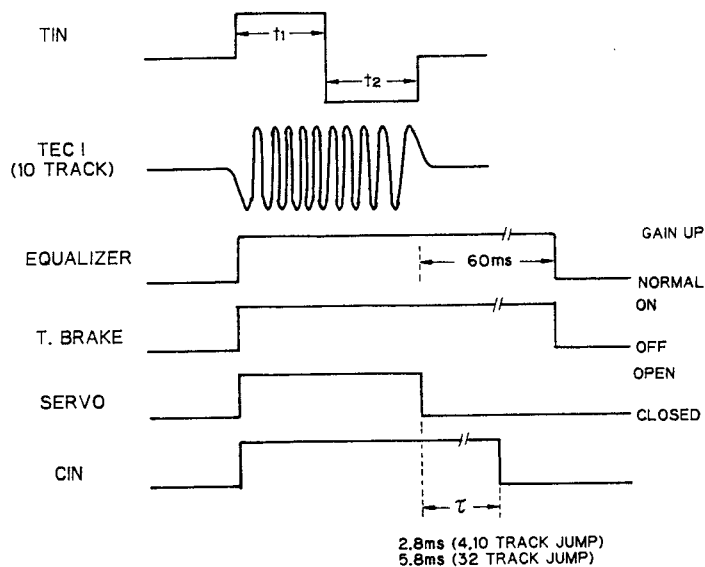 TIN
t1
t2
TEC I
(10 TRACK)
GAIN UP
EQUALIZER
60ms
NORMAL
ON
T. BRAKE
OFF
OPEN
SERVO
CLOSED
CIN
τ
2.8ms (4,10 TRACK JUMP)
5.8ms (32 TRACK JUMP)